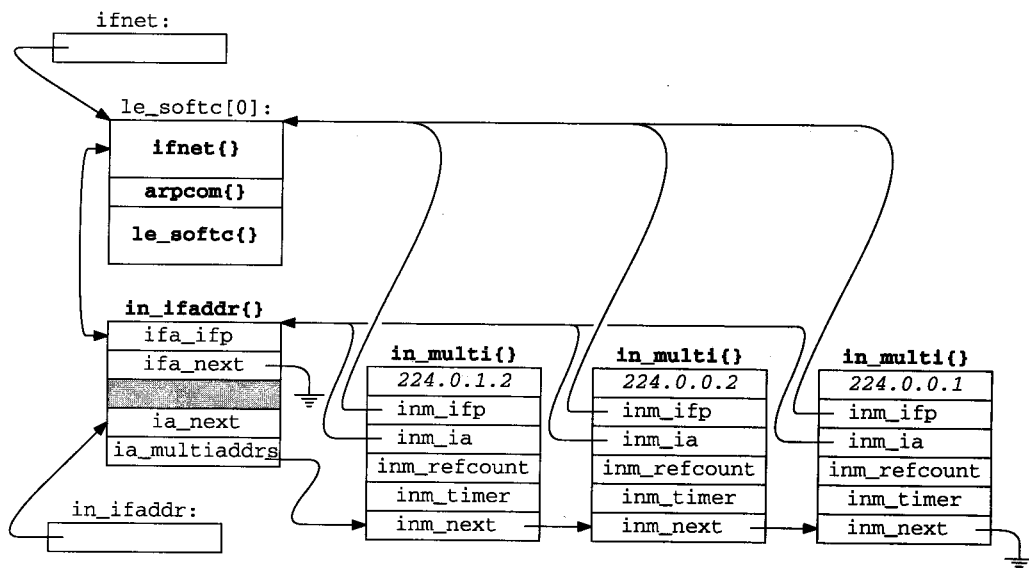 ifnet:
le_softc[0]:
ifnet{}
arpcom{}
le_softc{}
in_ifaddr{}
ifa_ifp
ifa_next
ia_next
ia_multiaddrs
in_ifaddr:
in_multi{}
224.0.1.2
inm_ifp
inm_ia
inm_refcount
inm_timer
inm_next
in_multi{}
224.0.0.2
inm_ifp
inm_ia
inm_refcount
inm_timer
inm_next
in_multi{}
224.0.0.1
inm_ifp
inm_ia
inm_refcount
inm_timer
inm_next